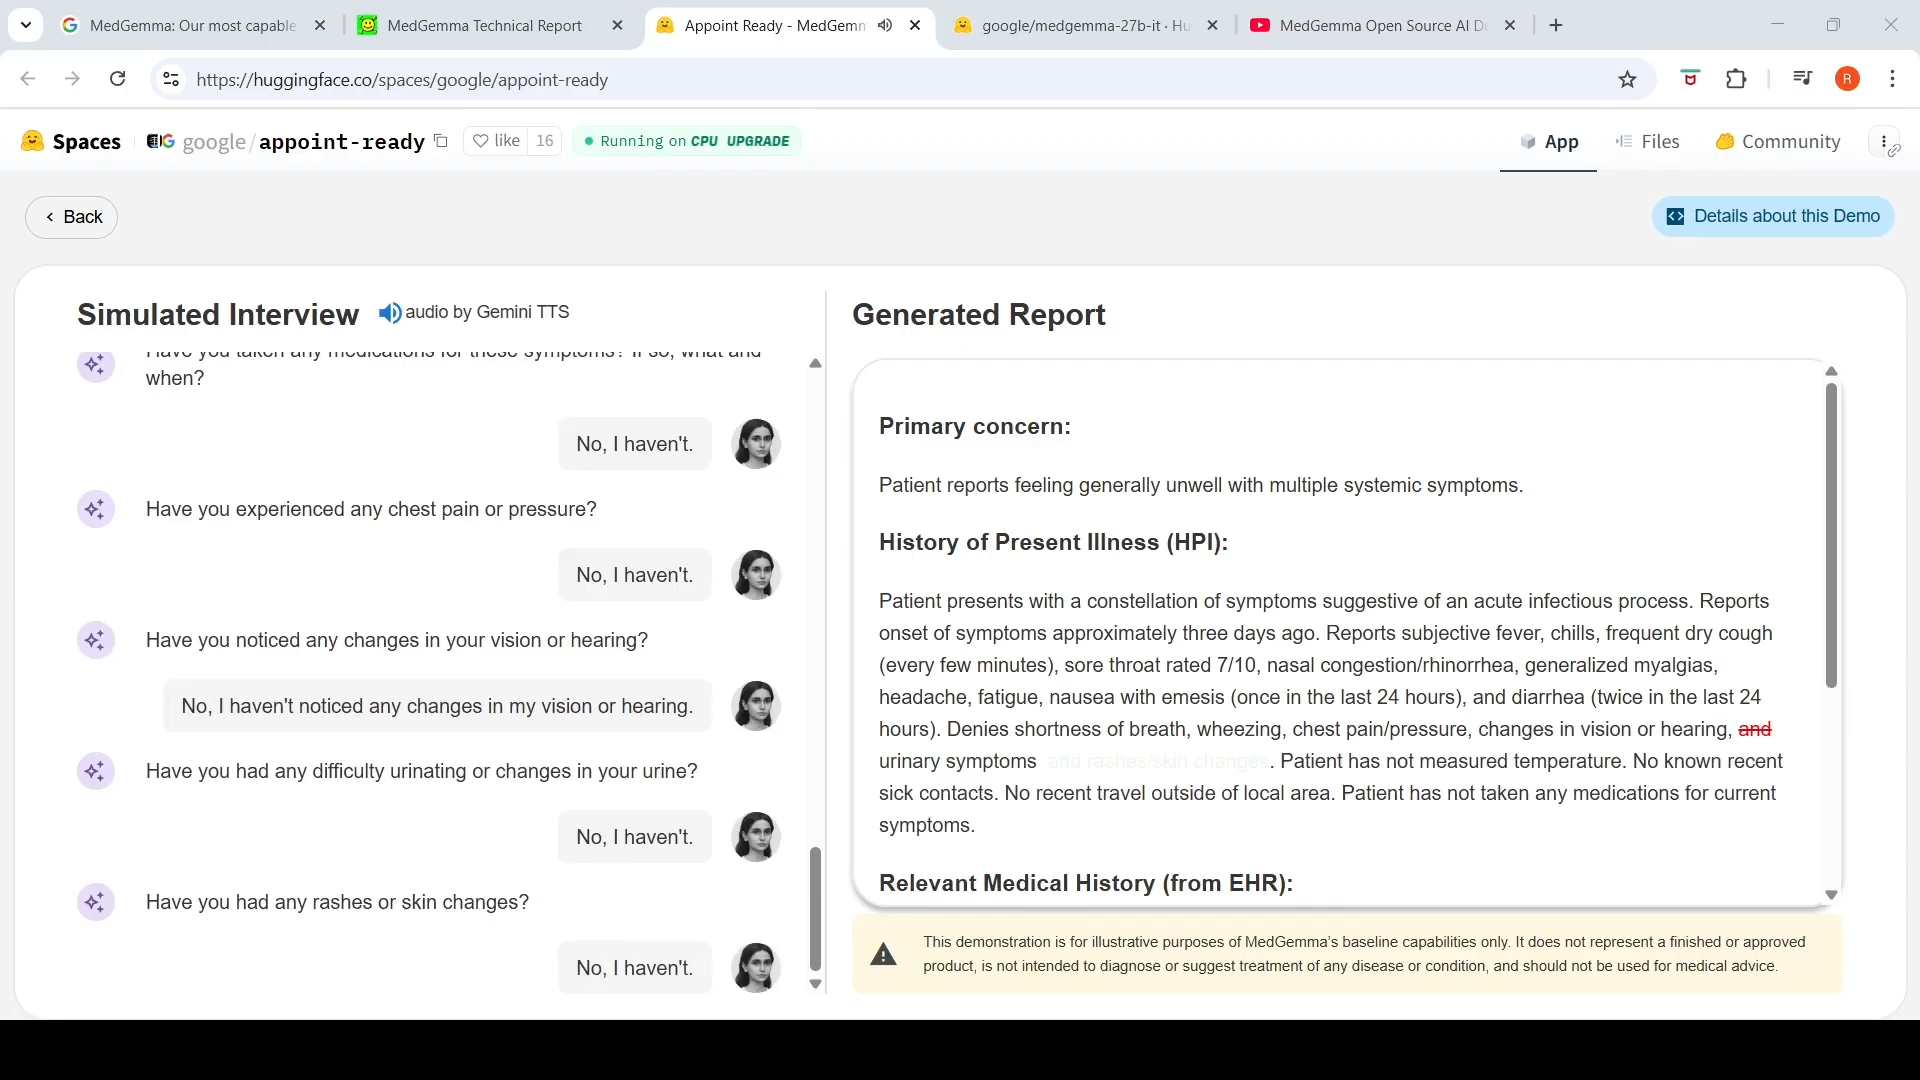 MedGemma: Our most capable
MedGemma Technical Report
Appoint Ready - MedGemm
google/medgemma-27b-it · Hu
MedGemma Open Source AI De
https://huggingface.co/spaces/google/appoint-ready
R
Spaces
google/appoint-ready
like 16
Running on CPU UPGRADE
App
Files
Community
Back
Details about this Demo
Simulated Interview
audio by Gemini TTS
Have you taken any medications for these symptoms? If so, what and
when?
No, I haven't.
Have you experienced any chest pain or pressure?
No, I haven't.
Have you noticed any changes in your vision or hearing?
No, I haven't noticed any changes in my vision or hearing.
Have you had any difficulty urinating or changes in your urine?
No, I haven't.
Have you had any rashes or skin changes?
No, I haven't.
Generated Report
Primary concern:
Patient reports feeling generally unwell with multiple systemic symptoms.
History of Present Illness (HPI):
Patient presents with a constellation of symptoms suggestive of an acute infectious process. Reports
onset of symptoms approximately three days ago. Reports subjective fever, chills, frequent dry cough
(every few minutes), sore throat rated 7/10, nasal congestion/rhinorrhea, generalized myalgias,
headache, fatigue, nausea with emesis (once in the last 24 hours), and diarrhea (twice in the last 24
hours). Denies shortness of breath, wheezing, chest pain/pressure, changes in vision or hearing, and
urinary symptoms, and rashes/skin changes. Patient has not measured temperature. No known recent
sick contacts. No recent travel outside of local area. Patient has not taken any medications for current
symptoms.
Relevant Medical History (from EHR):
This demonstration is for illustrative purposes of MedGemma's baseline capabilities only. It does not represent a finished or approved
product, is not intended to diagnose or suggest treatment of any disease or condition, and should not be used for medical advice.